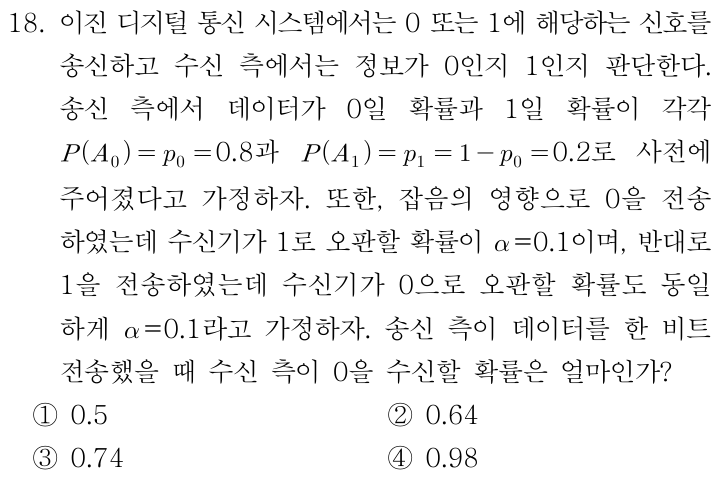 18. 이진 디지털 통신 시스템에서는 0 또는 1에 해당하는 신호를
송신하고 수신 측에서는 정보가 0인지 1인지 판단한다.
송신 측에서 데이터가 0일 확률과 1일 확률이 각각
P(A₀)=p₀=0.8과 P(A₁)=p₁=1-p₀=0.2로 사전에
주어졌다고 가정하자. 또한, 잡음의 영향으로 0을 전송
하였는데 수신기가 1로 오판할 확률이 α=0.1이며, 반대로
1을 전송하였는데 수신기가 0으로 오판할 확률도 동일
하게 α=0.1라고 가정하자. 송신 측이 데이터를 한 비트
전송했을 때 수신 측이 0을 수신할 확률은 얼마인가?
① 0.5 ② 0.64
③ 0.74 ④ 0.98